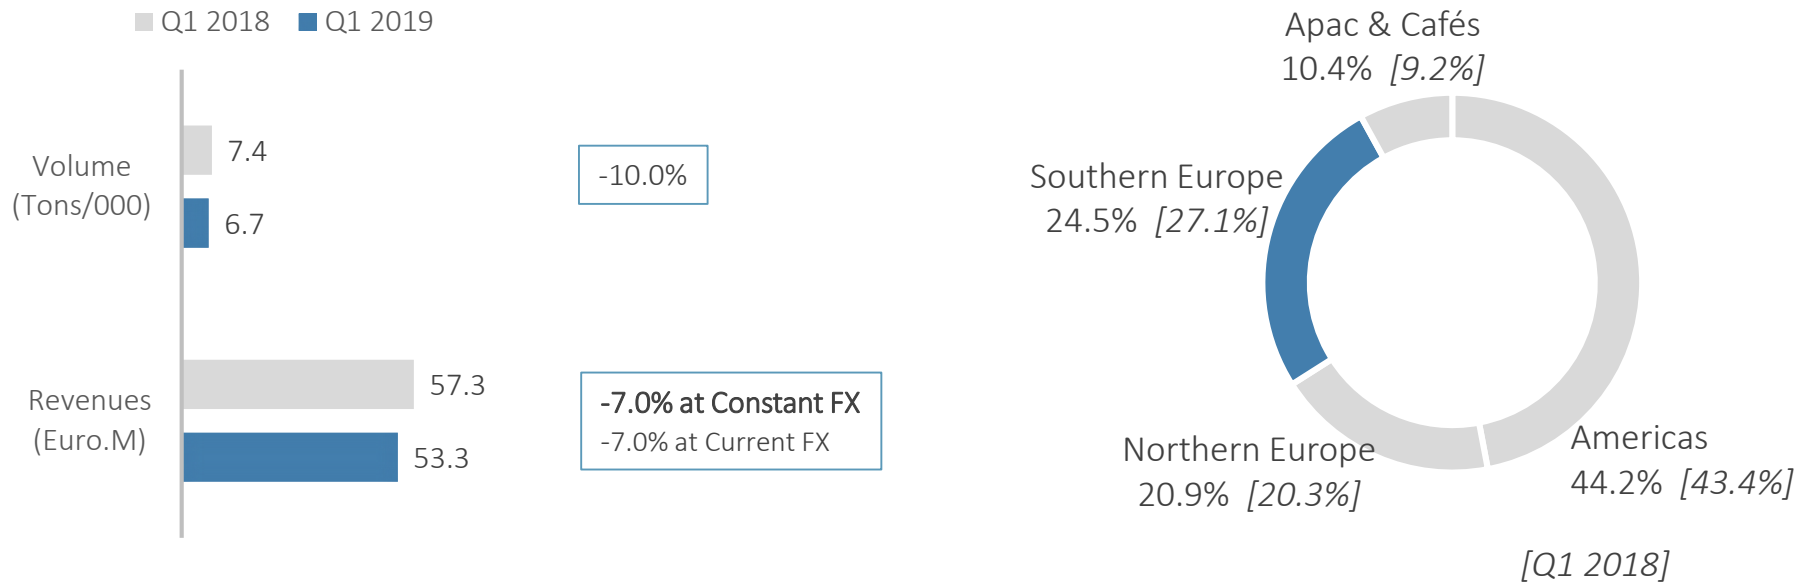 Q1 2018 Q1 2019
Volume
(Tons/000)
7.4
6.7
-10.0%
Revenues
(Euro.M)
57.3
53.3
-7.0% at Constant FX
-7.0% at Current FX
Apac & Cafés
10.4% [9.2%]
Southern Europe
24.5% [27.1%]
Northern Europe
20.9% [20.3%]
Americas
44.2% [43.4%]
[Q1 2018]